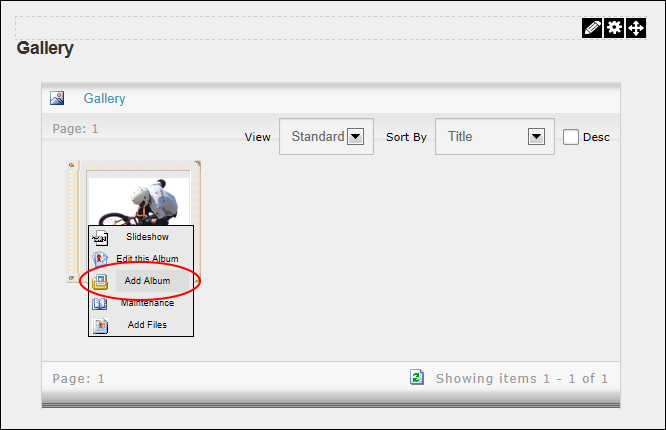 Gallery
Gallery
Page: 1
View Standard Sort By Title Desc
Slideshow
Edit this Album
Add Album
Maintenance
Add Files
Page: 1 Showing items 1 - 1 of 1